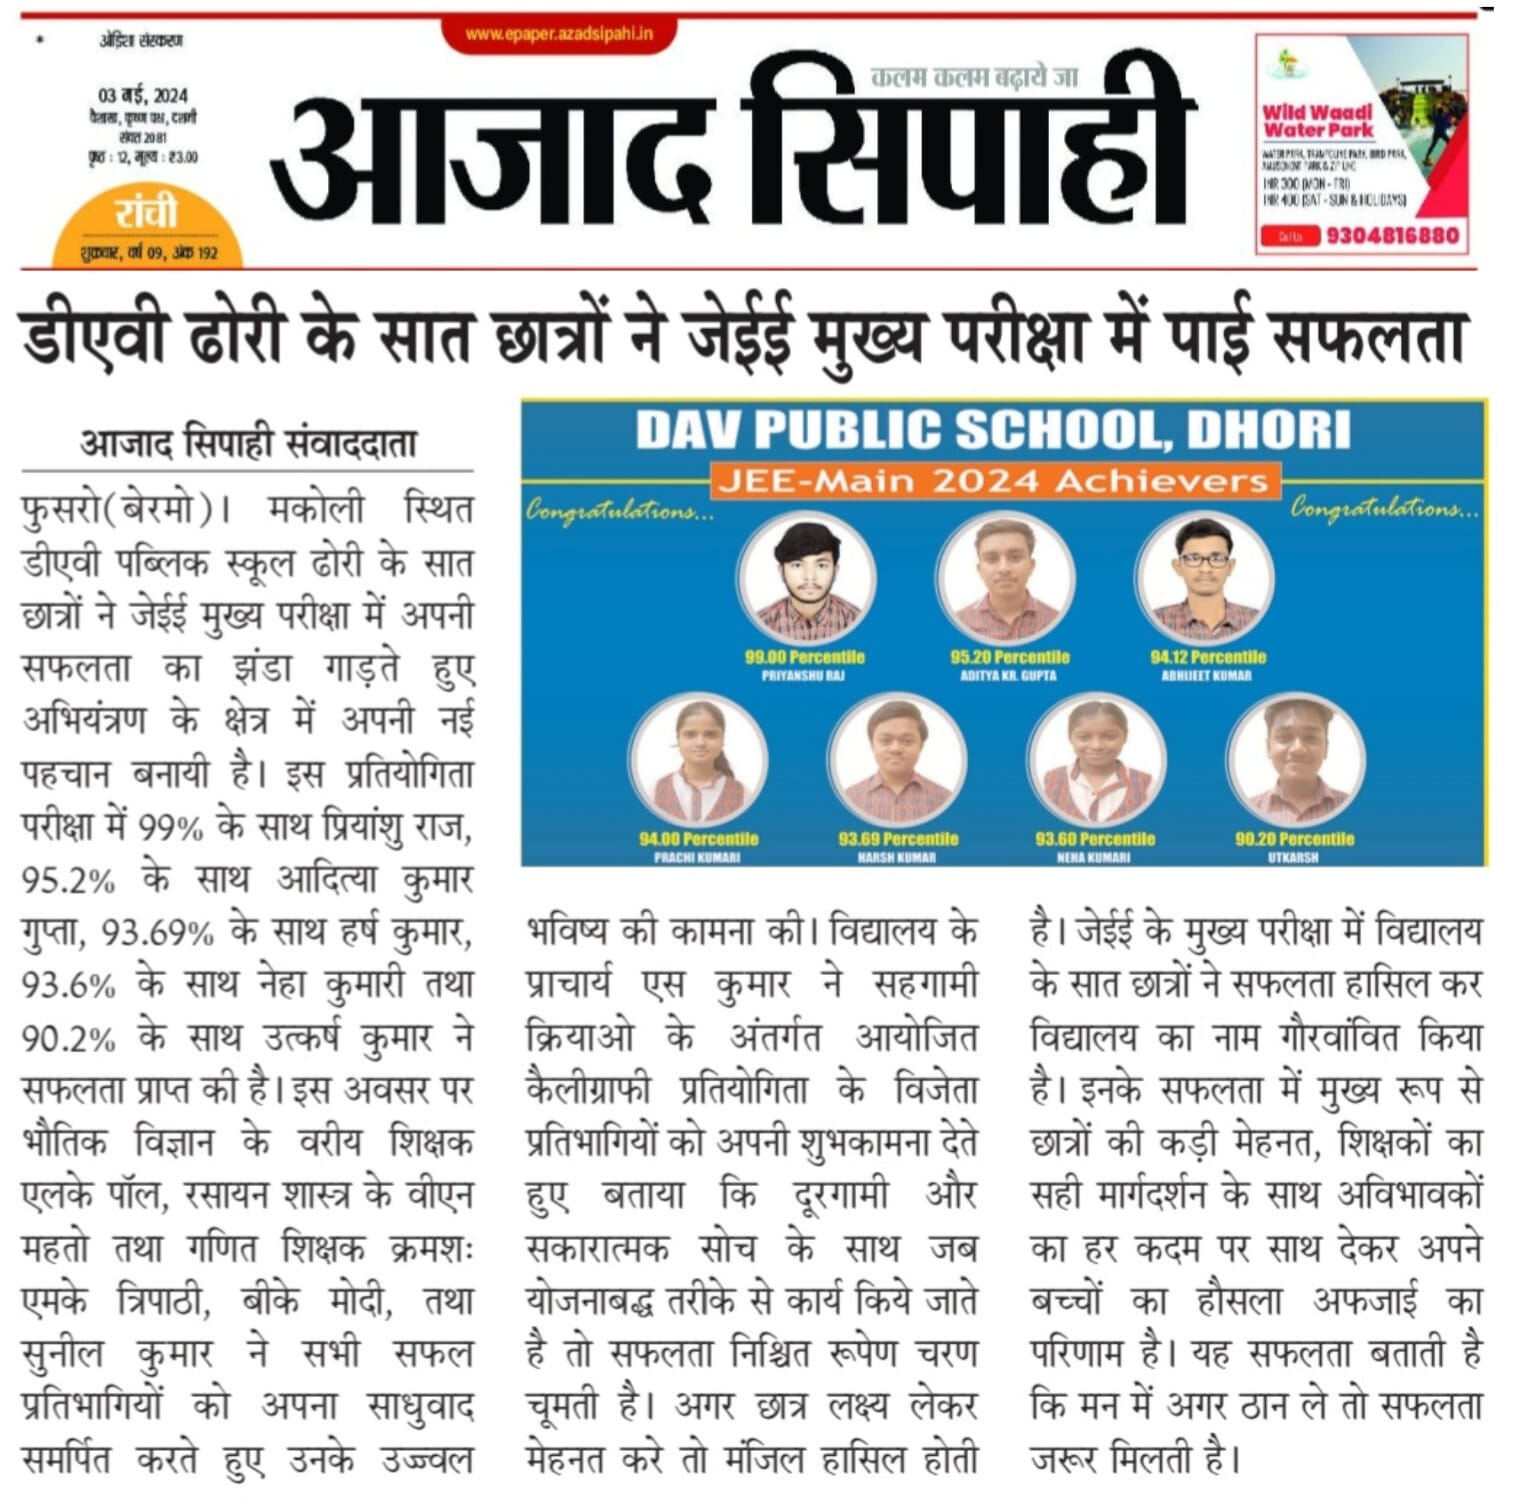 ओड़िशा संस्करण
03 मई, 2024
वैशाख, कृष्ण पक्ष, दशमी
संवत 2081
पृष्ठ : 12, मूल्य : ₹3.00
रांची
शुक्रवार, वर्ष 09, अंक 192
www.epaper.azadsipahi.in
कलम कलम बढ़ाये जा
आजाद सिपाही
Wild Waadi
Water Park
WATER PARK, TRAMPOLINE PARK, BIRD PARK,
AMUSEMENT PARK & ZIP LINE
INR 300 (MON - FRI)
INR 400 (SAT - SUN & HOLIDAYS)
Call Us 9304816880
डीएवी ढोरी के सात छात्रों ने जेईई मुख्य परीक्षा में पाई सफलता
आजाद सिपाही संवाददाता
फुसरो(बेरमो)। मकोली स्थित
डीएवी पब्लिक स्कूल ढोरी के सात
छात्रों ने जेईई मुख्य परीक्षा में अपनी
सफलता का झंडा गाड़ते हुए
अभियंत्रण के क्षेत्र में अपनी नई
पहचान बनायी है। इस प्रतियोगिता
परीक्षा में 99% के साथ प्रियांशु राज,
95.2% के साथ आदित्या कुमार
गुप्ता, 93.69% के साथ हर्ष कुमार,
93.6% के साथ नेहा कुमारी तथा
90.2% के साथ उत्कर्ष कुमार ने
सफलता प्राप्त की है। इस अवसर पर
भौतिक विज्ञान के वरीय शिक्षक
एलके पॉल, रसायन शास्त्र के वीएन
महतो तथा गणित शिक्षक क्रमशः
एमके त्रिपाठी, बीके मोदी, तथा
सुनील कुमार ने सभी सफल
प्रतिभागियों को अपना साधुवाद
समर्पित करते हुए उनके उज्ज्वल
DAV PUBLIC SCHOOL, DHORI
JEE-Main 2024 Achievers
Congratulations... Congratulations...
99.00 Percentile 95.20 Percentile 94.12 Percentile
PRIYANSHU RAJ ADITYA KR. GUPTA ABHIJEET KUMAR
94.00 Percentile 93.69 Percentile 93.60 Percentile 90.20 Percentile
PRACHI KUMARI HARSH KUMAR NEHA KUMARI UTKARSH
भविष्य की कामना की। विद्यालय के
प्राचार्य एस कुमार ने सहगामी
क्रियाओ के अंतर्गत आयोजित
कैलीग्राफी प्रतियोगिता के विजेता
प्रतिभागियों को अपनी शुभकामना देते
हुए बताया कि दूरगामी और
सकारात्मक सोच के साथ जब
योजनाबद्ध तरीके से कार्य किये जाते
है तो सफलता निश्चित रूपेण चरण
चूमती है। अगर छात्र लक्ष्य लेकर
मेहनत करे तो मंजिल हासिल होती
है। जेईई के मुख्य परीक्षा में विद्यालय
के सात छात्रों ने सफलता हासिल कर
विद्यालय का नाम गौरवांवित किया
है। इनके सफलता में मुख्य रूप से
छात्रों की कड़ी मेहनत, शिक्षकों का
सही मार्गदर्शन के साथ अविभावकों
का हर कदम पर साथ देकर अपने
बच्चों का हौसला अफजाई का
परिणाम है। यह सफलता बताती है
कि मन में अगर ठान ले तो सफलता
जरूर मिलती है।